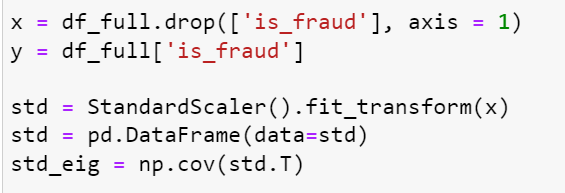 x = df_full.drop(['is_fraud'], axis = 1)
y = df_full['is_fraud']
std = StandardScaler().fit_transform(x)
std = pd.DataFrame(data=std)
std_eig = np.cov(std.T)